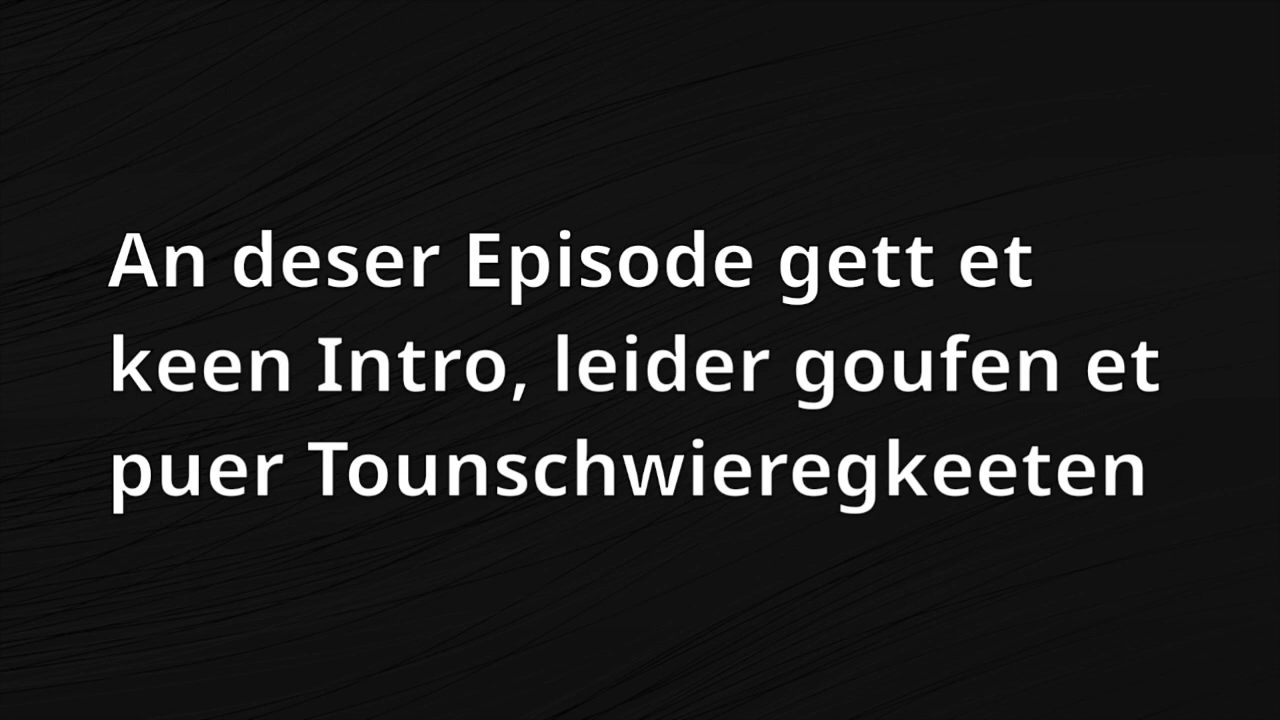 An deser Episode gett et
keen Intro, leider goufen et
puer Tounschwieregkeeten